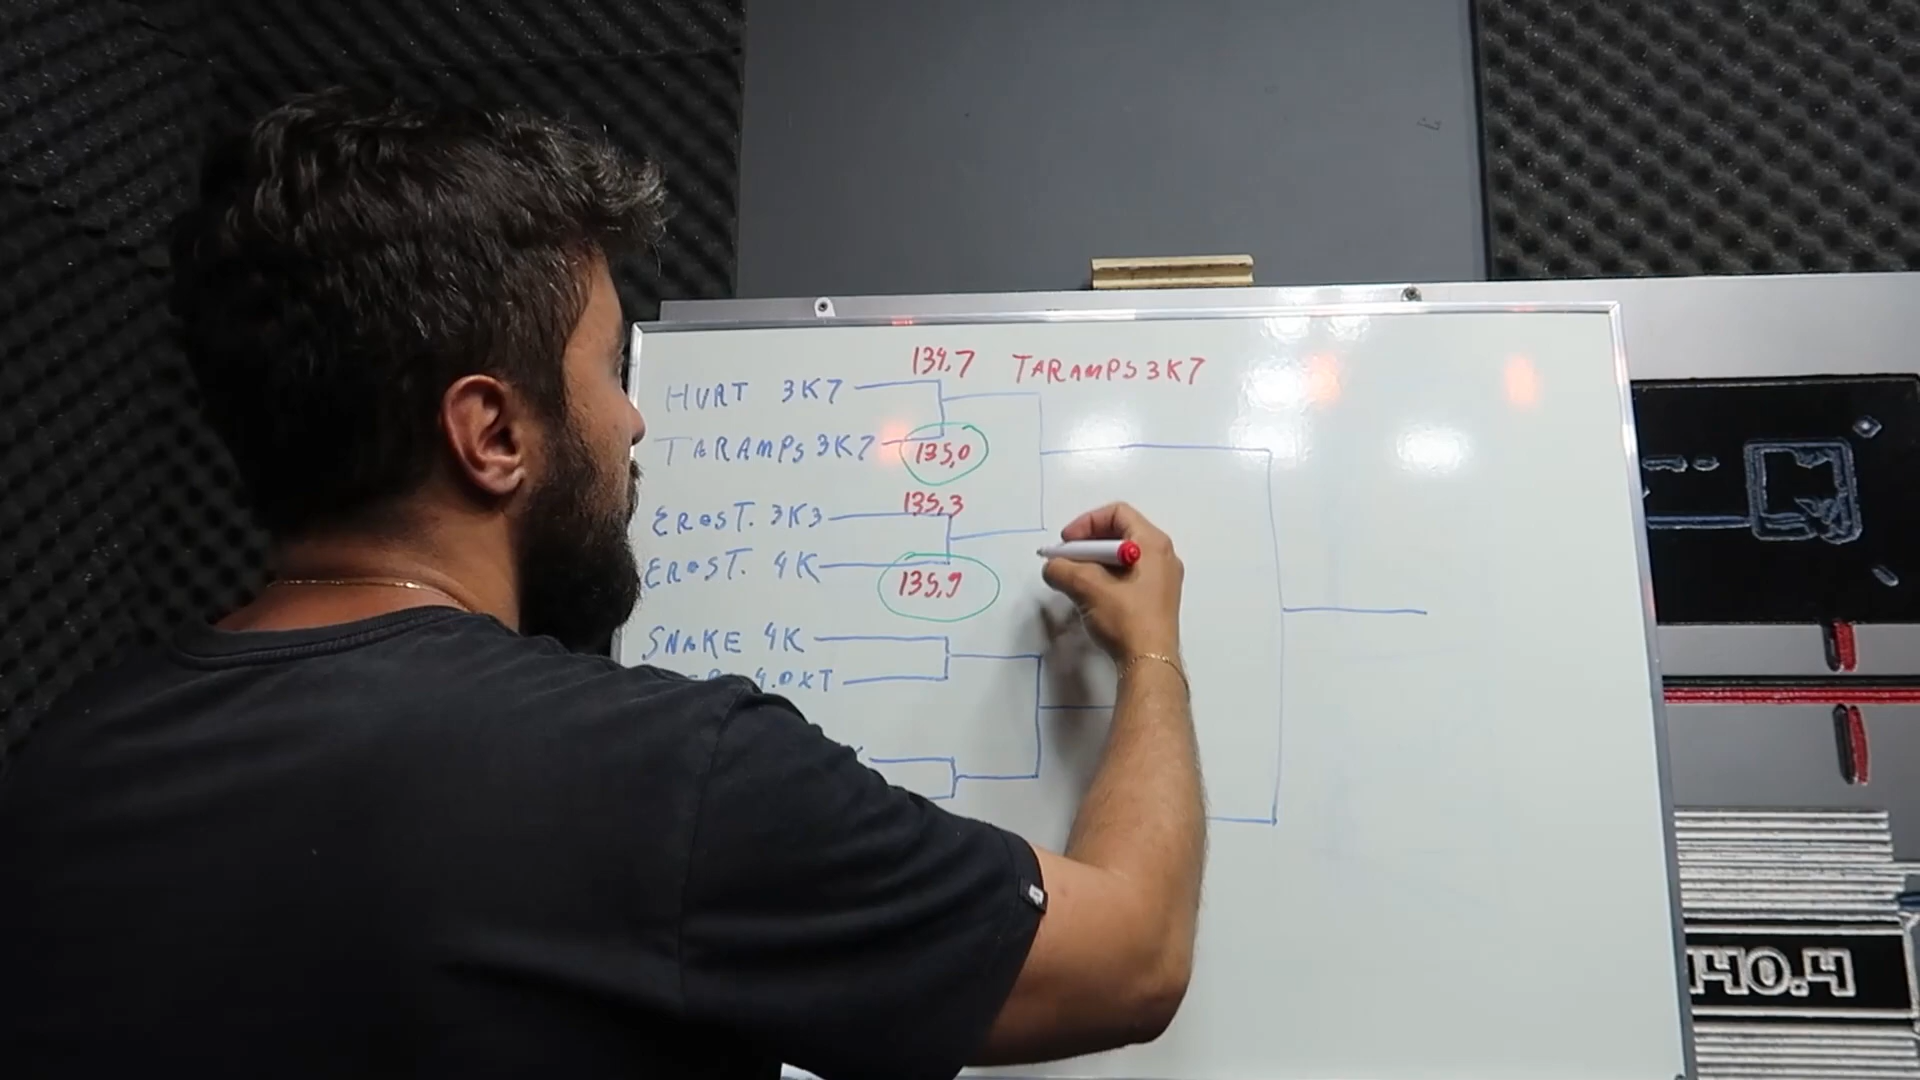 134,7 TARAMPS 3K7
HURT 3K7
TARAMPS 3K7 135,0
135,3
EROST. 3K3
EROST. 4K
135,9
SNAKE 4K
4.0XT
140.4